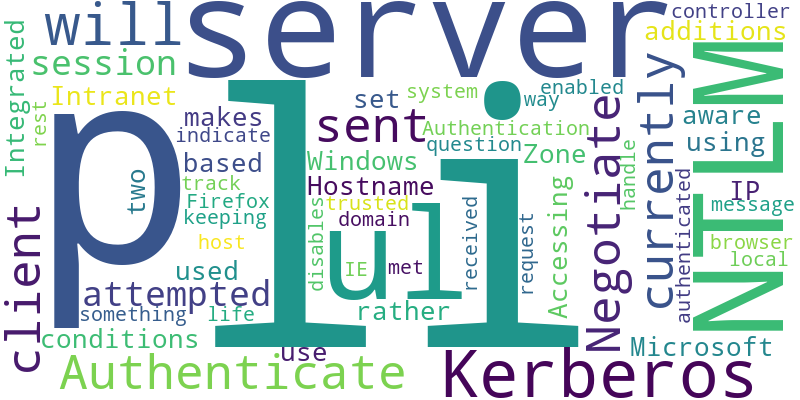 will
server
controller
additions
Integrated
session
rest
Intranet
makes
indicate
set
system
enabled
way
sent
Authentication
question
Zone
aware
using
based
two
track
Firefox
keeping
Windows
Hostname
trusted
domain
host
p
li
ul
IE
met
disables
received
request
Accessing
Negotiate
handle
currently
authenticated
NTLM
IP
message
browser
local
client
used
attempted
something
life
conditions
rather
use
Microsoft
Authenticate
Kerberos